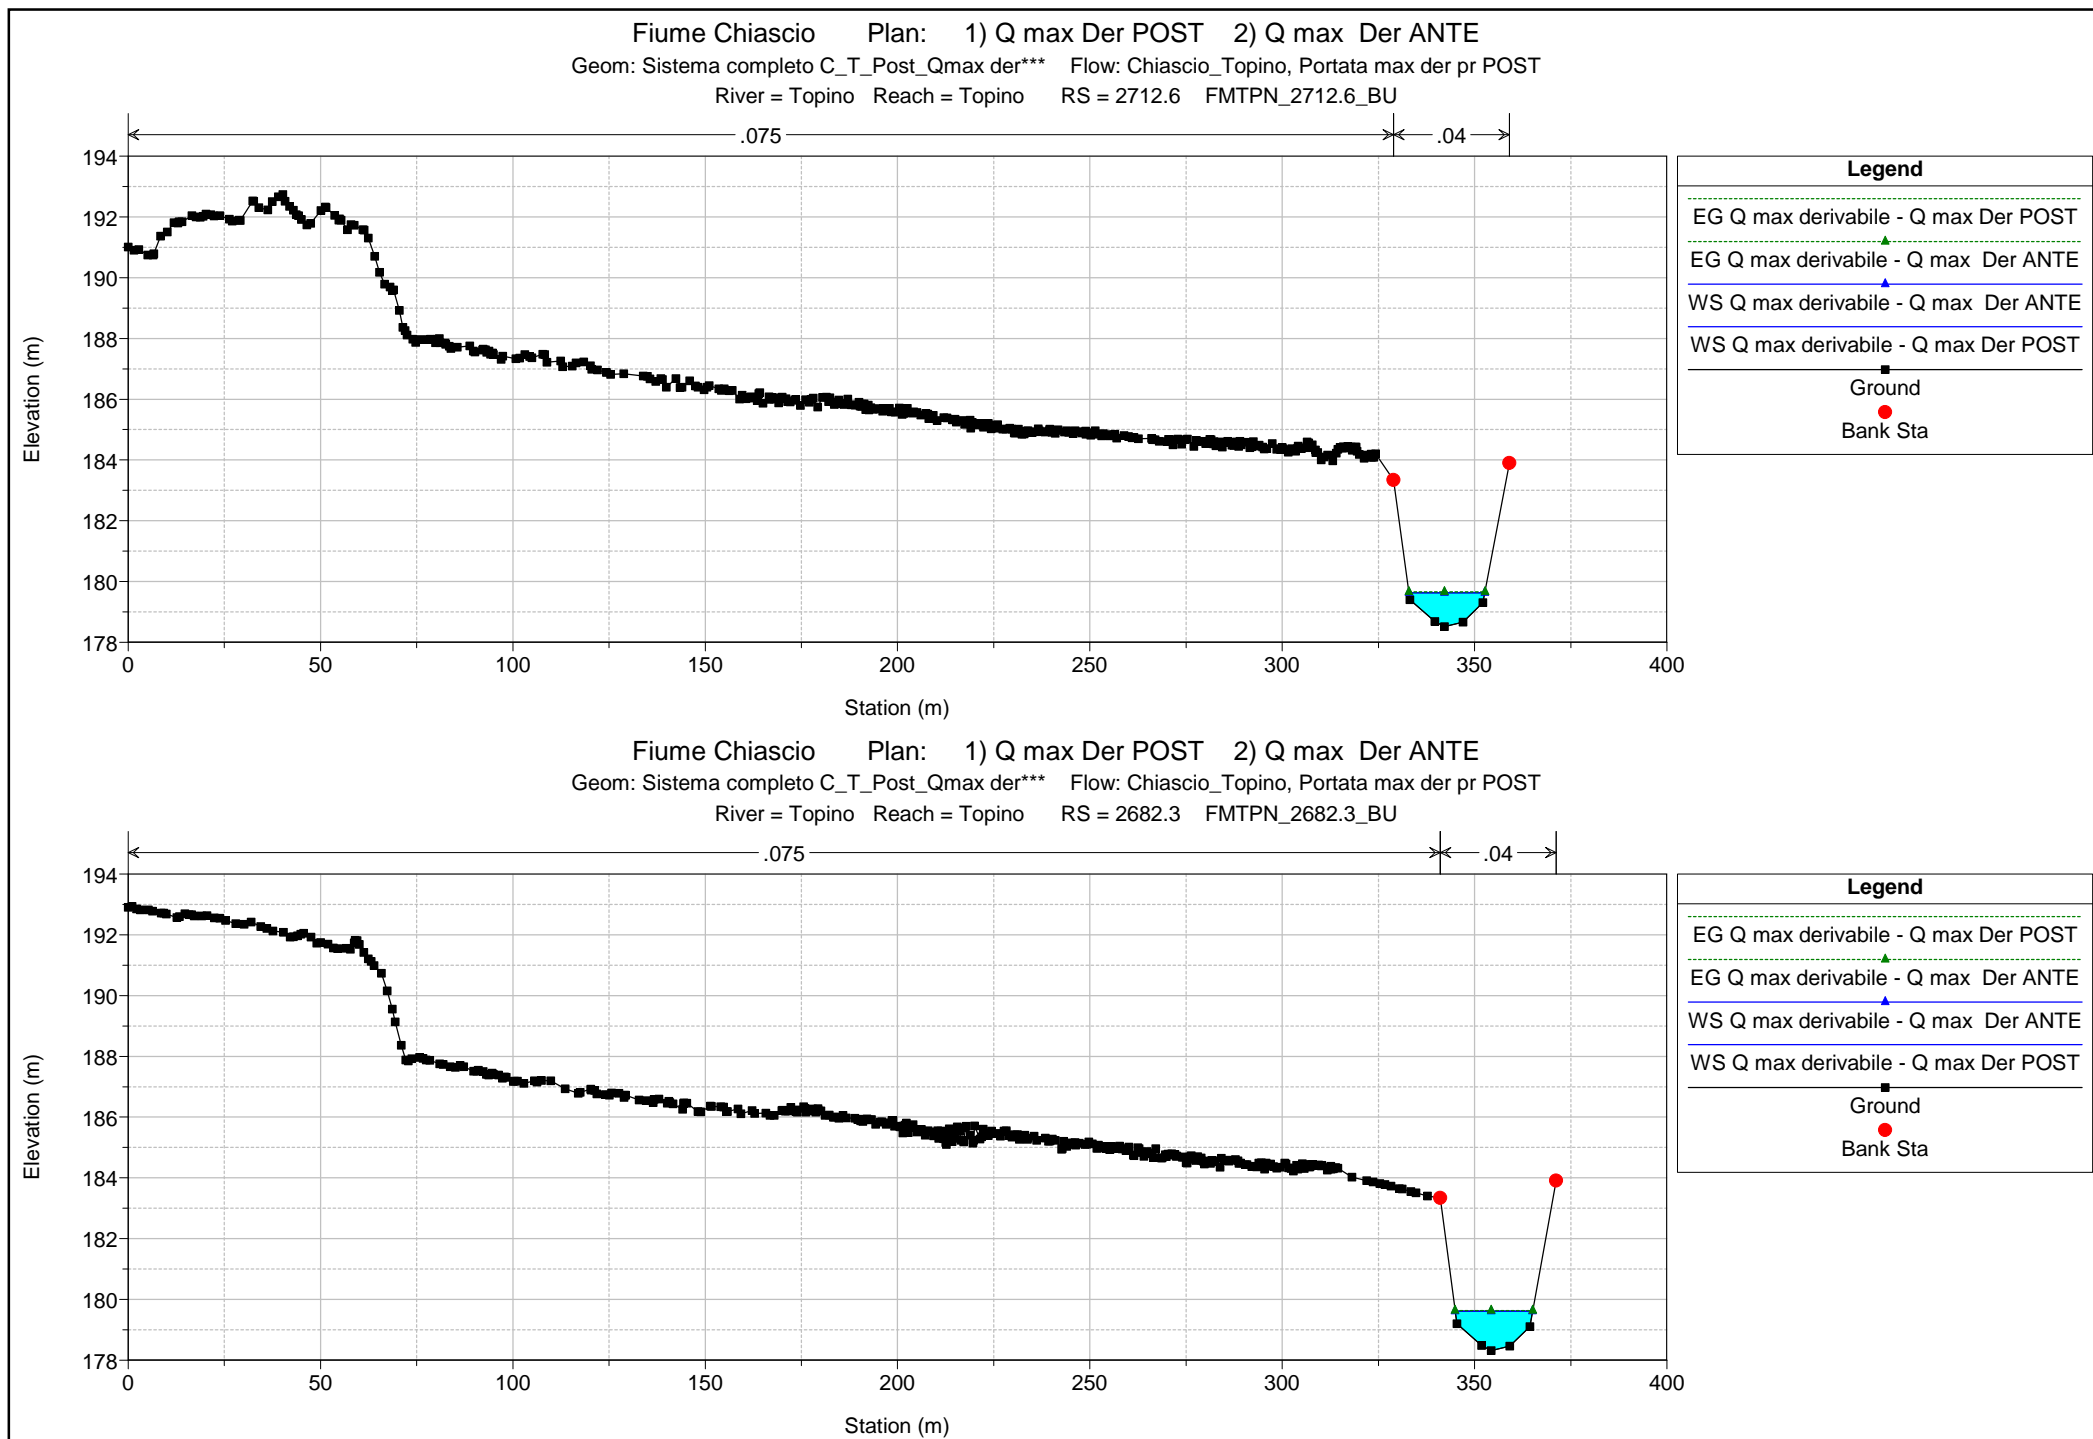 Fiume Chiascio Plan: 1) Q max Der POST 2) Q max Der ANTE
Geom: Sistema completo C_T_Post_Qmax der*** Flow: Chiascio_Topino, Portata max der pr POST
River = Topino Reach = Topino RS = 2712.6 FMTPN_2712.6_BU
.075 .04
194
192
190
188
186
184
182
180
178
Elevation (m)
0 50 100 150 200 250 300 350 400
Station (m)
Legend
EG Q max derivabile - Q max Der POST
EG Q max derivabile - Q max Der ANTE
WS Q max derivabile - Q max Der ANTE
WS Q max derivabile - Q max Der POST
Ground
Bank Sta
Fiume Chiascio Plan: 1) Q max Der POST 2) Q max Der ANTE
Geom: Sistema completo C_T_Post_Qmax der*** Flow: Chiascio_Topino, Portata max der pr POST
River = Topino Reach = Topino RS = 2682.3 FMTPN_2682.3_BU
.075 .04
194
192
190
188
186
184
182
180
178
Elevation (m)
0 50 100 150 200 250 300 350 400
Station (m)
Legend
EG Q max derivabile - Q max Der POST
EG Q max derivabile - Q max Der ANTE
WS Q max derivabile - Q max Der ANTE
WS Q max derivabile - Q max Der POST
Ground
Bank Sta